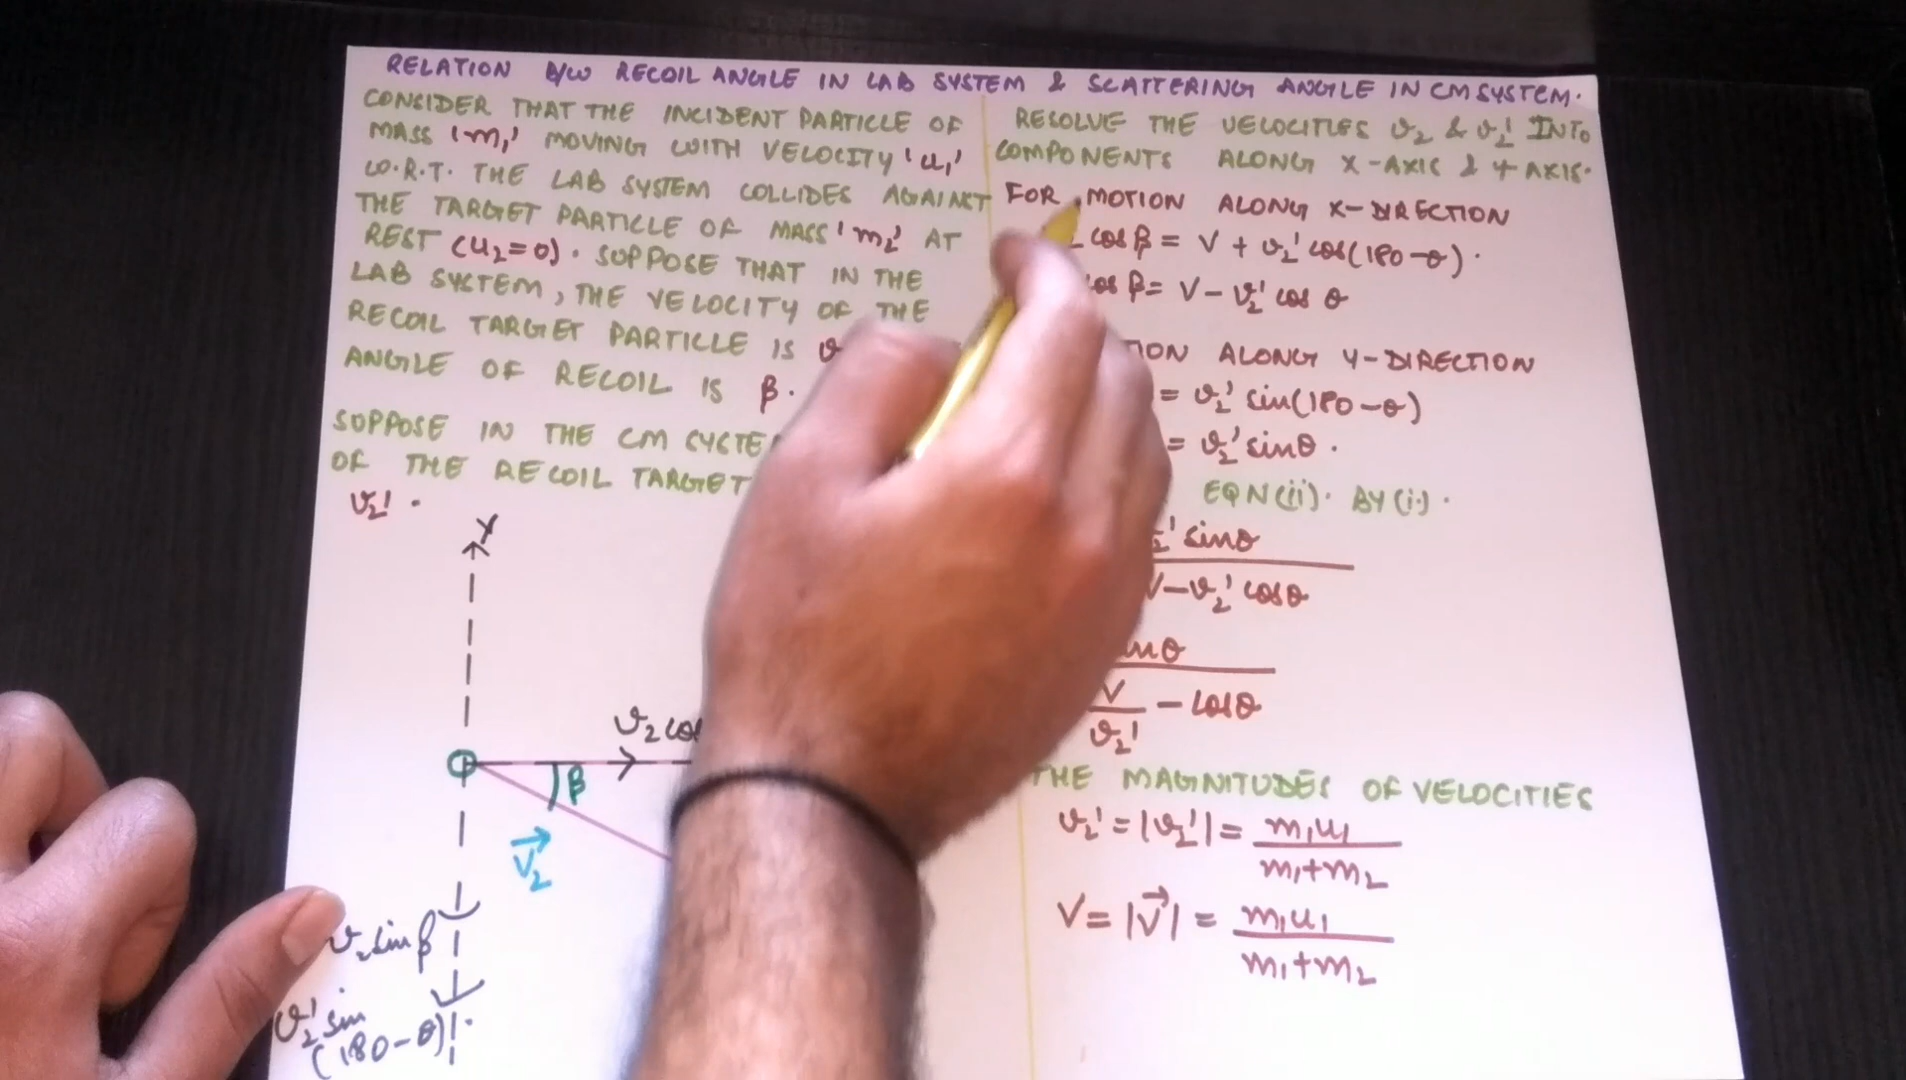 RELATION B/W RECOIL ANGLE IN LAB SYSTEM & SCATTERING ANGLE IN CM SYSTEM.
CONSIDER THAT THE INCIDENT PARTICLE OF
MASS 'm₁' MOVING WITH VELOCITY 'u₁'
W.R.T. THE LAB SYSTEM COLLIDES AGAINST
THE TARGET PARTICLE OF MASS 'm₂' AT
REST (u₂=0). SUPPOSE THAT IN THE
LAB SYSTEM, THE VELOCITY OF THE
RECOIL TARGET PARTICLE IS
ANGLE OF RECOIL IS β.
SUPPOSE IN THE CM
OF THE RECOIL TARGET
v₂'.
Y
v₂
β
V⃗₂
v₂ sin β
v₂' sin
(180-θ)
RESOLVE THE VELOCITIES v₂ & v₂' INTO
COMPONENTS ALONG X-AXIS & Y AXIS.
FOR MOTION ALONG X-DIRECTION
cos β = V + v₂' cos(180-θ).
β = V - v₂' cos θ
ALONG Y-DIRECTION
= v₂' sin(180-θ)
= v₂' sinθ.
EQN(ii). BY(i).
sinθ
V-v₂' cosθ
θ
V/v₂' - cosθ
THE MAGNITUDES OF VELOCITIES
v₂' = |v₂'| = m₁u₁/m₁+m₂
V = |V⃗| = m₁u₁/m₁+m₂